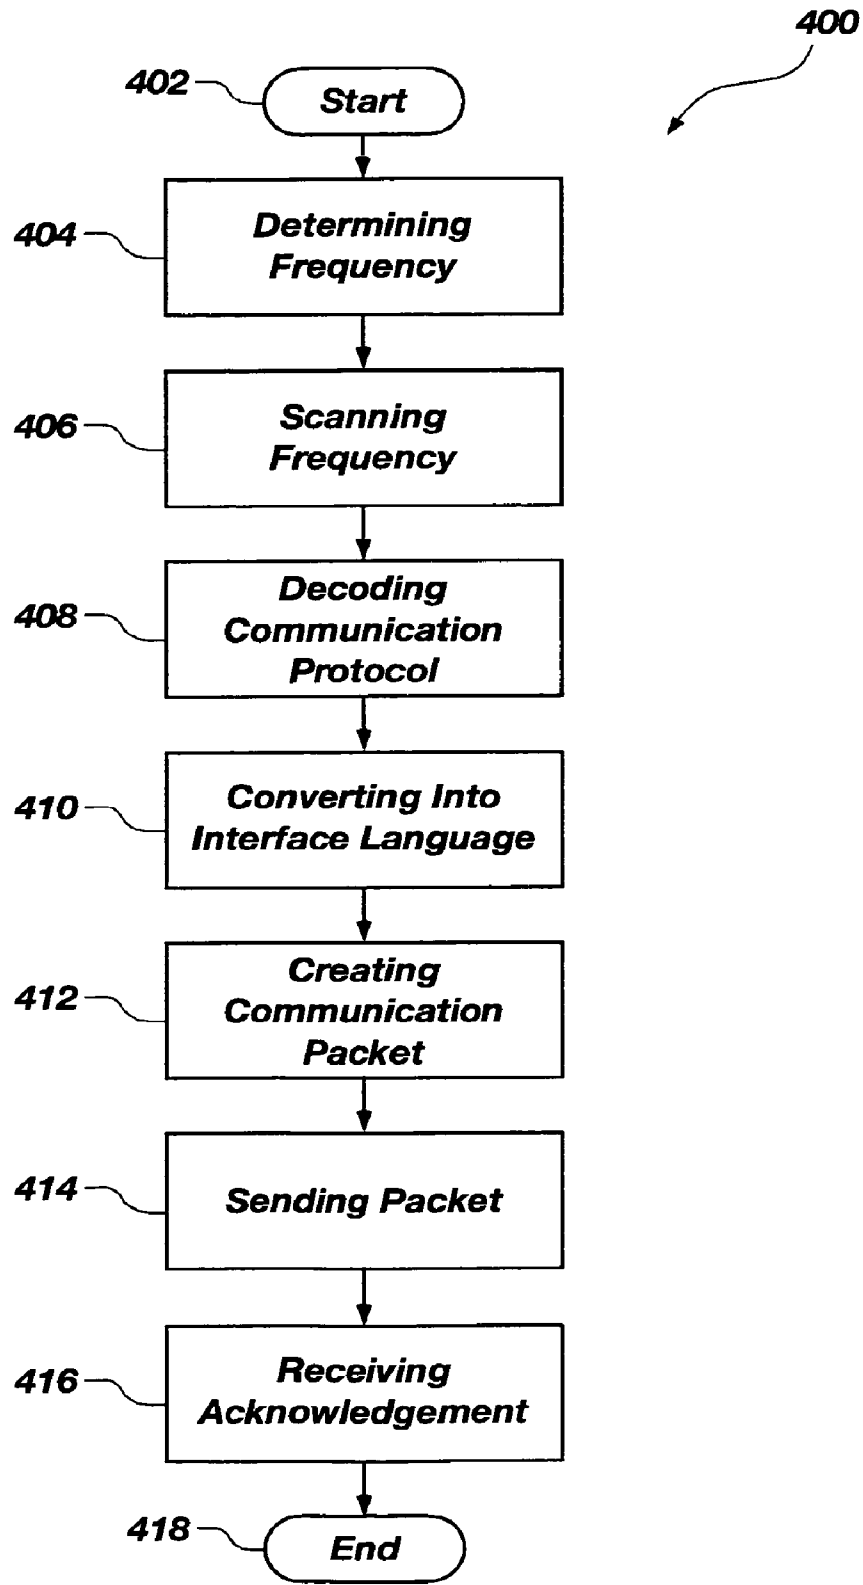 400
402
Start
404
Determining
Frequency
406
Scanning
Frequency
408
Decoding
Communication
Protocol
410
Converting Into
Interface Language
412
Creating
Communication
Packet
414
Sending Packet
416
Receiving
Acknowledgement
418
End